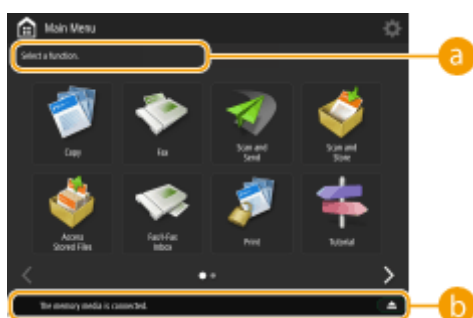 Main Menu
Select a function.
a
Copy
Fax
Scan and
Send
Scan and
Store
Access
Stored Files
Fax/I-Fax
Inbox
Print
Tutorial
The memory media is connected.
b